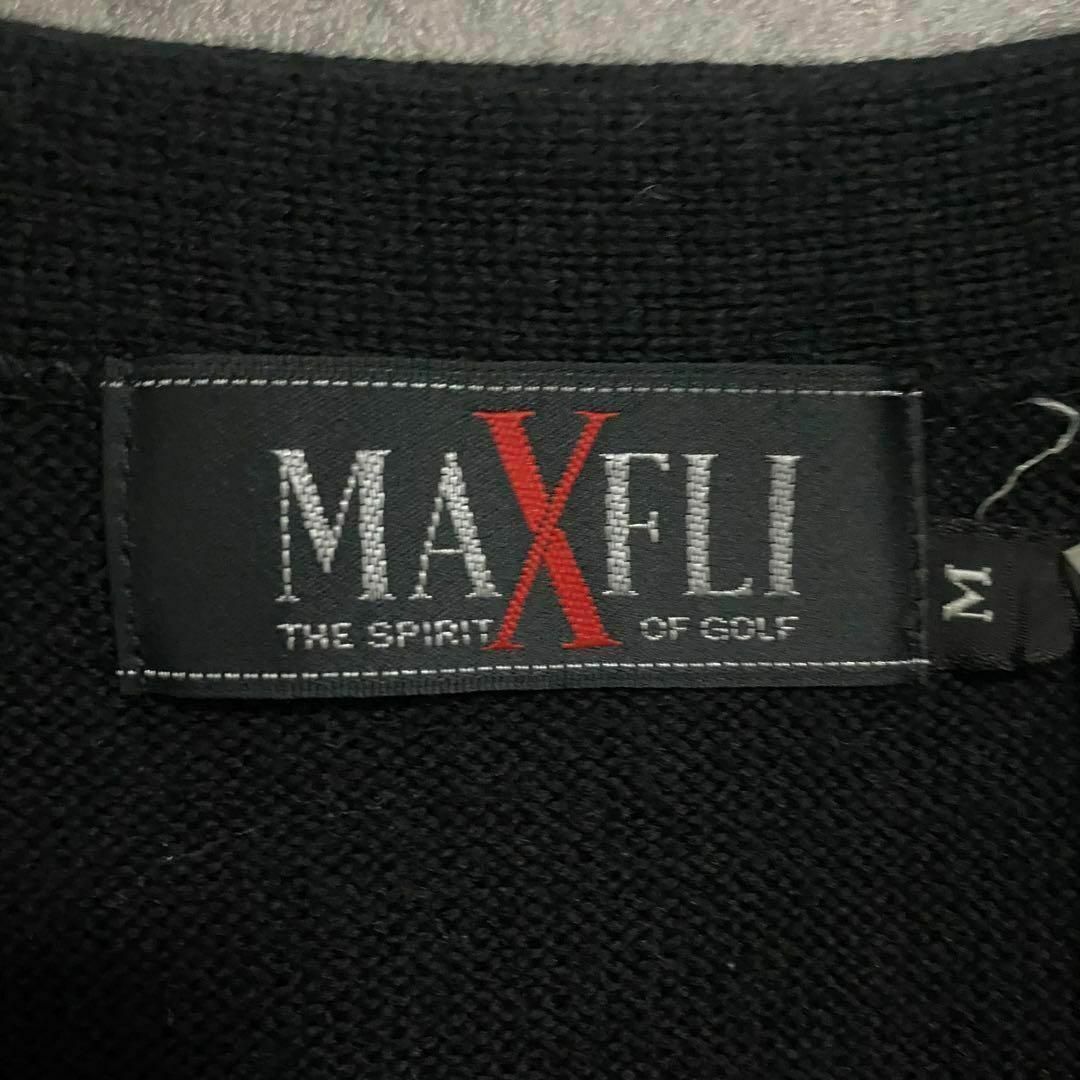 MAXFLI
THE SPIRIT OF GOLF
M